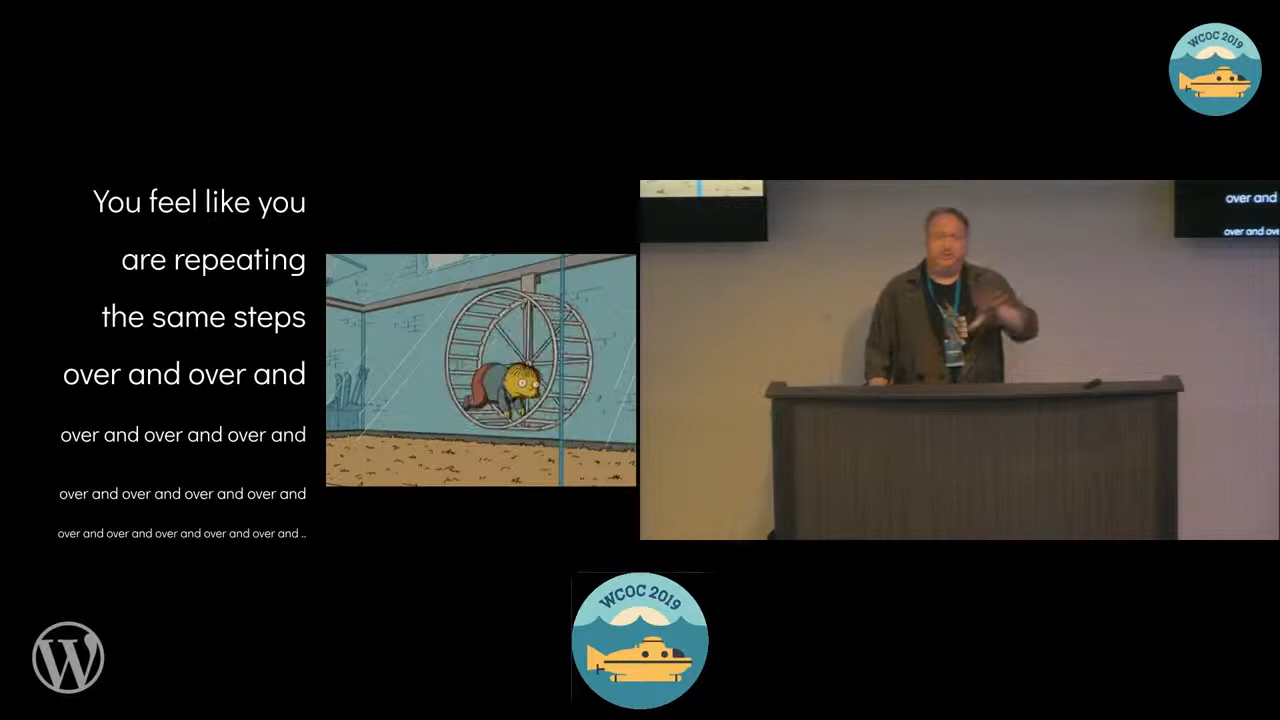 WCOC 2019
You feel like you
are repeating
the same steps
over and over and
over and over and over and
over and over and over and over and
over and over and over and over and over and ..
over and
over and ove
WCOC 2019
W